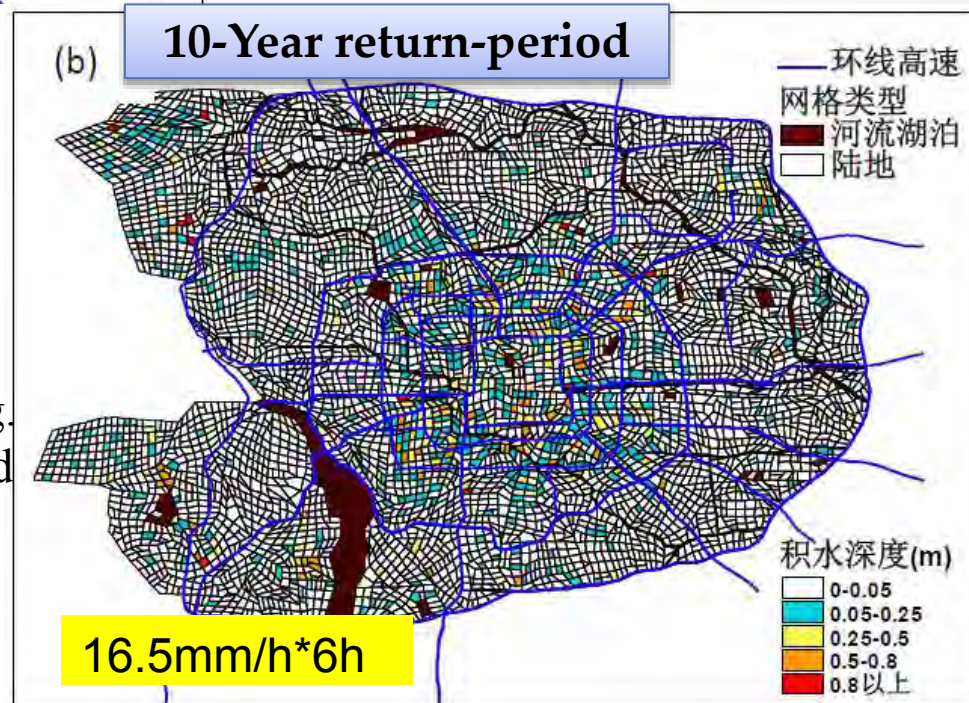 10-Year return-period
(b)
环线高速
网格类型
河流湖泊
陆地
g.
d
积水深度(m)
0-0.05
0.05-0.25
0.25-0.5
0.5-0.8
0.8以上
16.5mm/h*6h